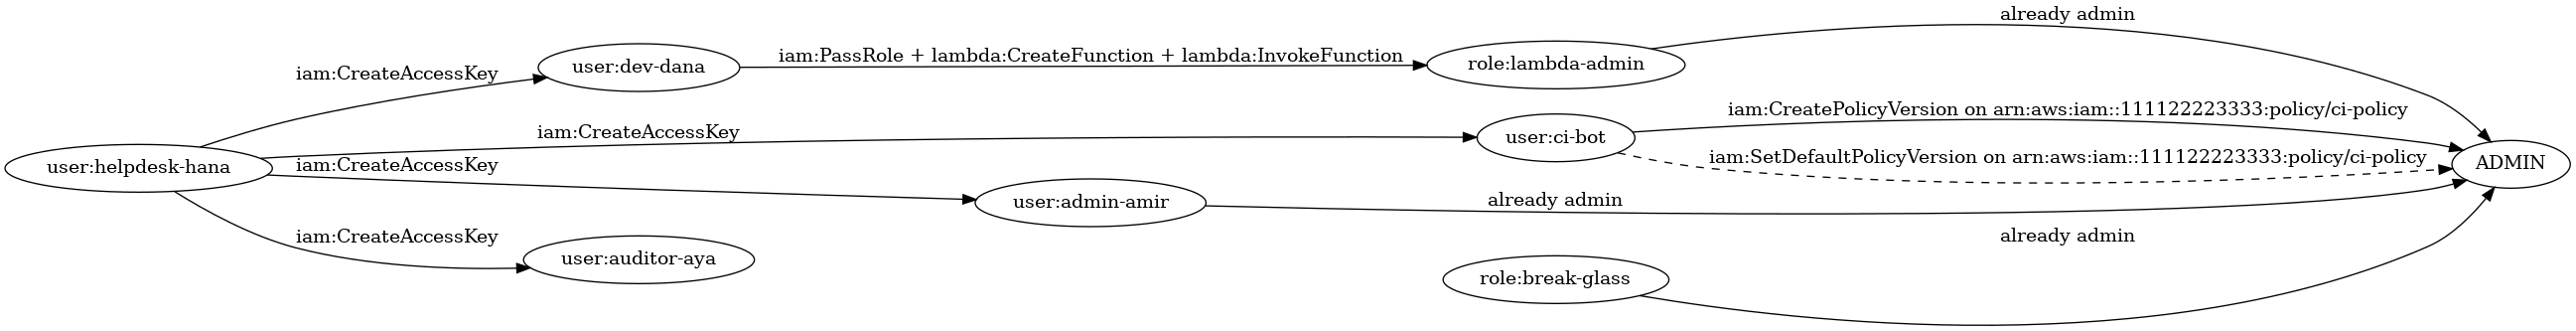 already admin
iam:CreateAccessKey
user:dev-dana
iam:PassRole + lambda:CreateFunction + lambda:InvokeFunction
role:lambda-admin
iam:CreatePolicyVersion on arn:aws:iam::111122223333:policy/ci-policy
iam:CreateAccessKey
user:ci-bot
user:helpdesk-hana
iam:CreateAccessKey
iam:SetDefaultPolicyVersion on arn:aws:iam::111122223333:policy/ci-policy
ADMIN
user:admin-amir
already admin
iam:CreateAccessKey
already admin
user:auditor-aya
role:break-glass